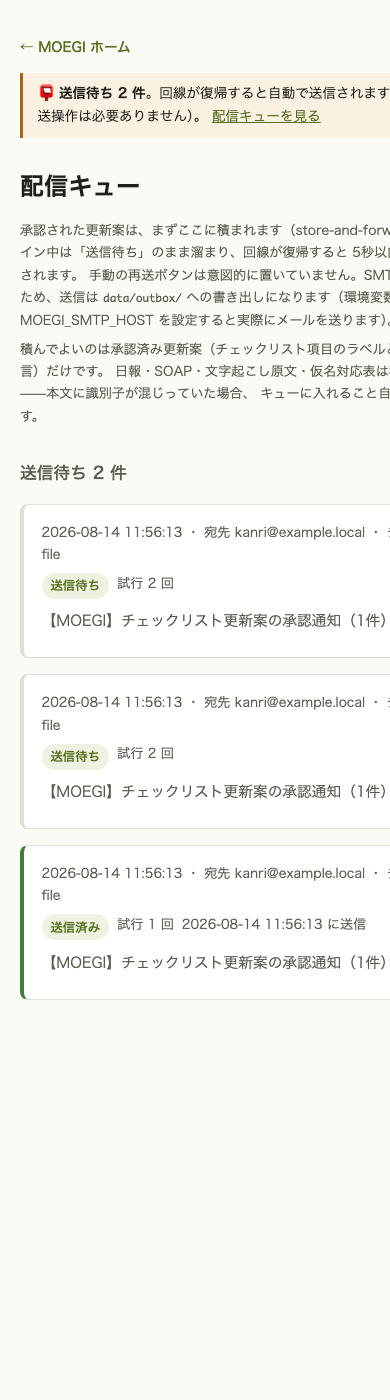 ← MOEGI ホーム
📮 送信待ち 2 件。回線が復帰すると自動で送信されます
送操作は必要ありません)。 配信キューを見る
配信キュー
承認された更新案は、まずここに積まれます（store-and-forw
イン中は「送信待ち」のまま溜まり、回線が復帰すると 5秒以
されます。 手動の再送ボタンは意図的に置いていません。SMT
ため、送信は data/outbox/ への書き出しになります（環境変
MOEGI_SMTP_HOST を設定すると実際にメールを送ります）。
積んでよいのは承認済み更新案（チェックリスト項目のラベルと
言）だけです。 日報・SOAP・文字起こし原文・仮名対応表は
——本文に識別子が混じっていた場合、 キューに入れること自
す。
送信待ち 2 件
2026-08-14 11:56:13 ・ 宛先 kanri@example.local ・
file
送信待ち 試行 2 回
【MOEGI】チェックリスト更新案の承認通知（1件）
2026-08-14 11:56:13 ・ 宛先 kanri@example.local ・
file
送信待ち 試行 2 回
【MOEGI】チェックリスト更新案の承認通知（1件）
2026-08-14 11:56:13 ・ 宛先 kanri@example.local ・
file
送信済み 試行 1 回 2026-08-14 11:56:13 に送信
【MOEGI】チェックリスト更新案の承認通知（1件）